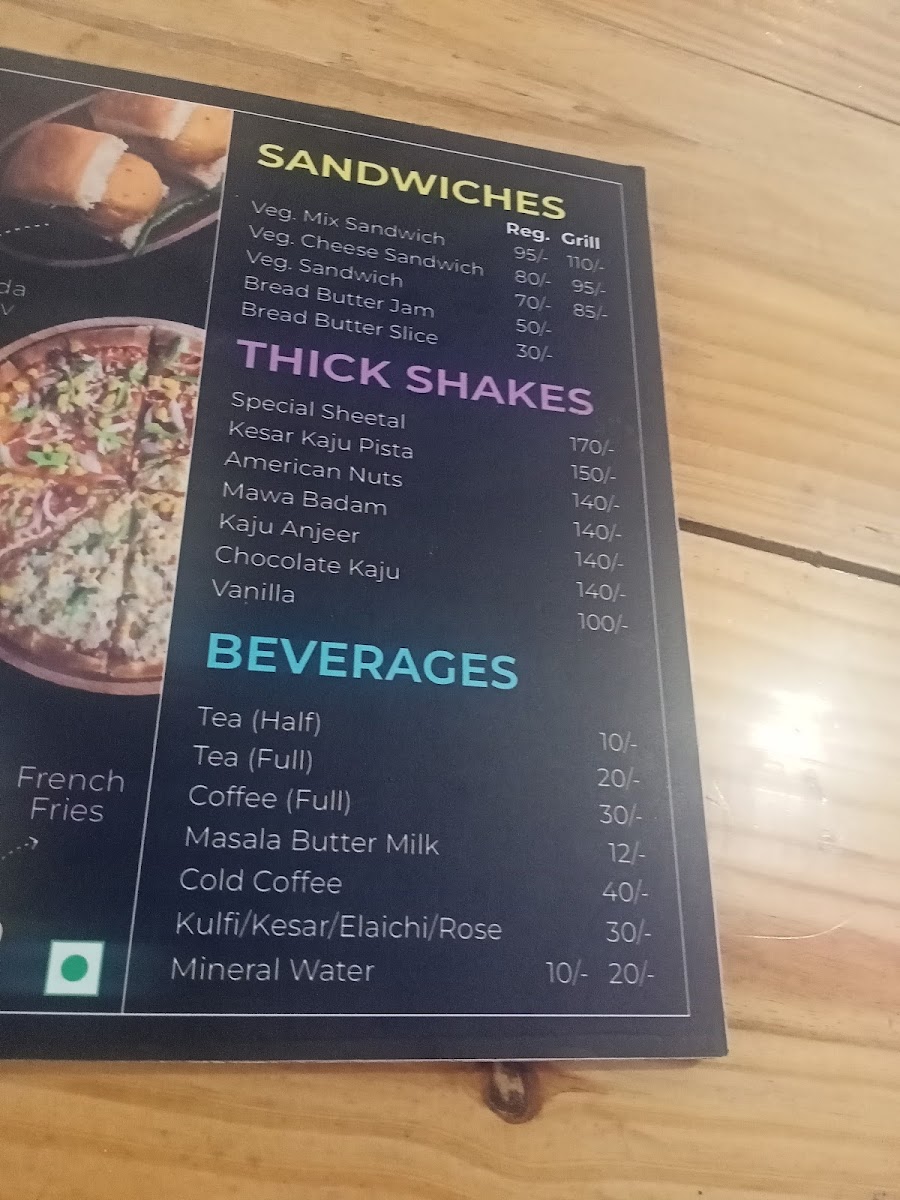 da
V
French
Fries
SANDWICHES
Reg. Grill
Veg. Mix Sandwich 95/- 110/-
Veg. Cheese Sandwich 80/- 95/-
Veg. Sandwich 70/- 85/-
Bread Butter Jam 50/-
Bread Butter Slice 30/-
THICK SHAKES
Special Sheetal 170/-
Kesar Kaju Pista 150/-
American Nuts 140/-
Mawa Badam 140/-
Kaju Anjeer 140/-
Chocolate Kaju 140/-
Vanilla 100/-
BEVERAGES
Tea (Half) 10/-
Tea (Full) 20/-
Coffee (Full) 30/-
Masala Butter Milk 12/-
Cold Coffee 40/-
Kulfi/Kesar/Elaichi/Rose 30/-
Mineral Water 10/- 20/-